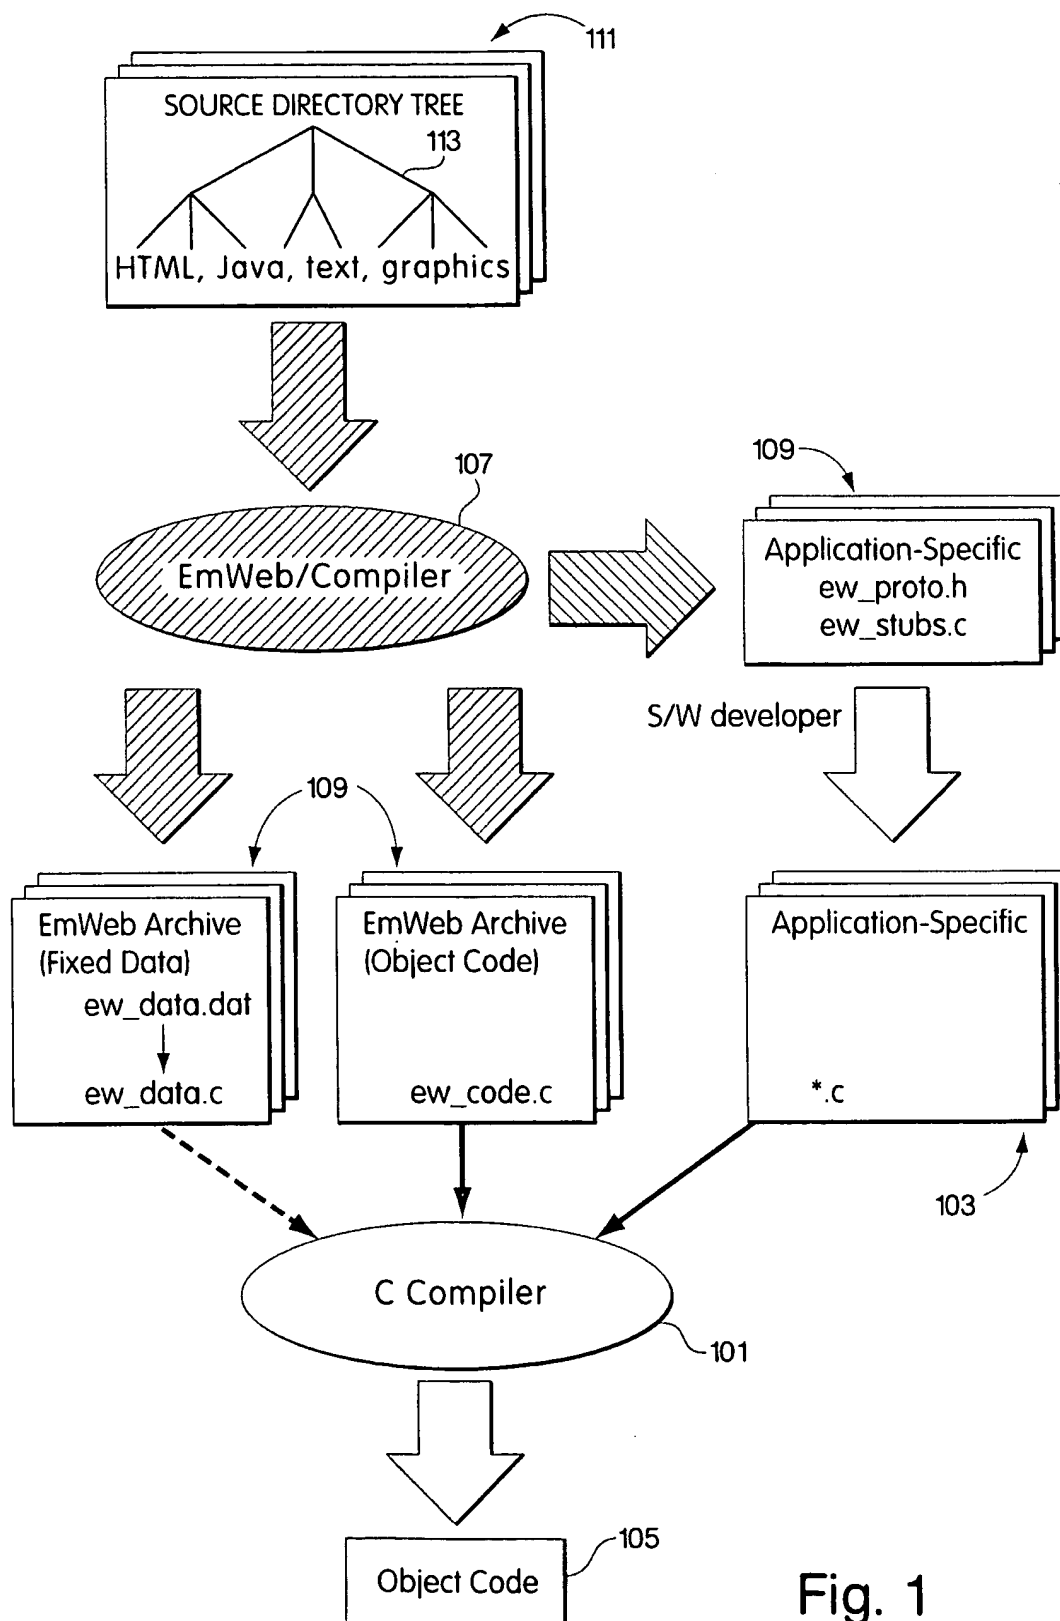 111
SOURCE DIRECTORY TREE
113
HTML, Java, text, graphics
107
109
EmWeb/Compiler
Application-Specific
ew_proto.h
ew_stubs.c
S/W developer
109
EmWeb Archive
(Fixed Data)
ew_data.dat
ew_data.c
EmWeb Archive
(Object Code)
ew_code.c
Application-Specific
*.c
103
C Compiler
101
105
Object Code
Fig. 1